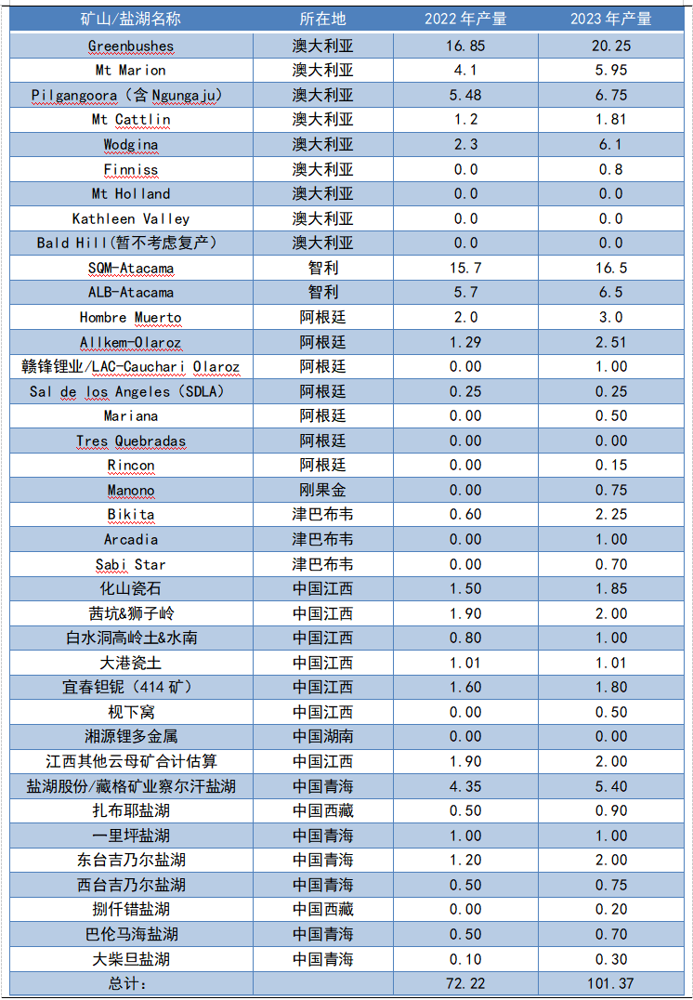 矿山/盐湖名称 所在地 2022年产量 2023年产量
Greenbushes 澳大利亚 16.85 20.25
Mt Marion 澳大利亚 4.1 5.95
Pilgangoora（含Ngungaju） 澳大利亚 5.48 6.75
Mt Cattlin 澳大利亚 1.2 1.81
Wodgina 澳大利亚 2.3 6.1
Finniss 澳大利亚 0.0 0.8
Mt Holland 澳大利亚 0.0 0.0
Kathleen Valley 澳大利亚 0.0 0.0
Bald Hill(暂不考虑复产） 澳大利亚 0.0 0.0
SQM-Atacama 智利 15.7 16.5
ALB-Atacama 智利 5.7 6.5
Hombre Muerto 阿根廷 2.0 3.0
Allkem-Olaroz 阿根廷 1.29 2.51
赣锋锂业/LAC-Cauchari Olaroz 阿根廷 0.00 1.00
Sal de los Angeles（SDLA） 阿根廷 0.25 0.25
Mariana 阿根廷 0.00 0.50
Tres Quebradas 阿根廷 0.00 0.00
Rincon 阿根廷 0.00 0.15
Manono 刚果金 0.00 0.75
Bikita 津巴布韦 0.60 2.25
Arcadia 津巴布韦 0.00 1.00
Sabi Star 津巴布韦 0.00 0.70
化山瓷石 中国江西 1.50 1.85
茜坑&狮子岭 中国江西 1.90 2.00
白水洞高岭土&水南 中国江西 0.80 1.00
大港瓷土 中国江西 1.01 1.01
宜春钽铌（414矿） 中国江西 1.60 1.80
枧下窝 中国江西 0.00 0.50
湘源锂多金属 中国湖南 0.00 0.00
江西其他云母矿合计估算 中国江西 1.90 2.00
盐湖股份/藏格矿业察尔汗盐湖 中国青海 4.35 5.40
扎布耶盐湖 中国西藏 0.50 0.90
一里坪盐湖 中国青海 1.00 1.00
东台吉乃尔盐湖 中国青海 1.20 2.00
西台吉乃尔盐湖 中国青海 0.50 0.75
捌仟错盐湖 中国西藏 0.00 0.20
巴伦马海盐湖 中国青海 0.50 0.70
大柴旦盐湖 中国青海 0.10 0.30
总计： 72.22 101.37